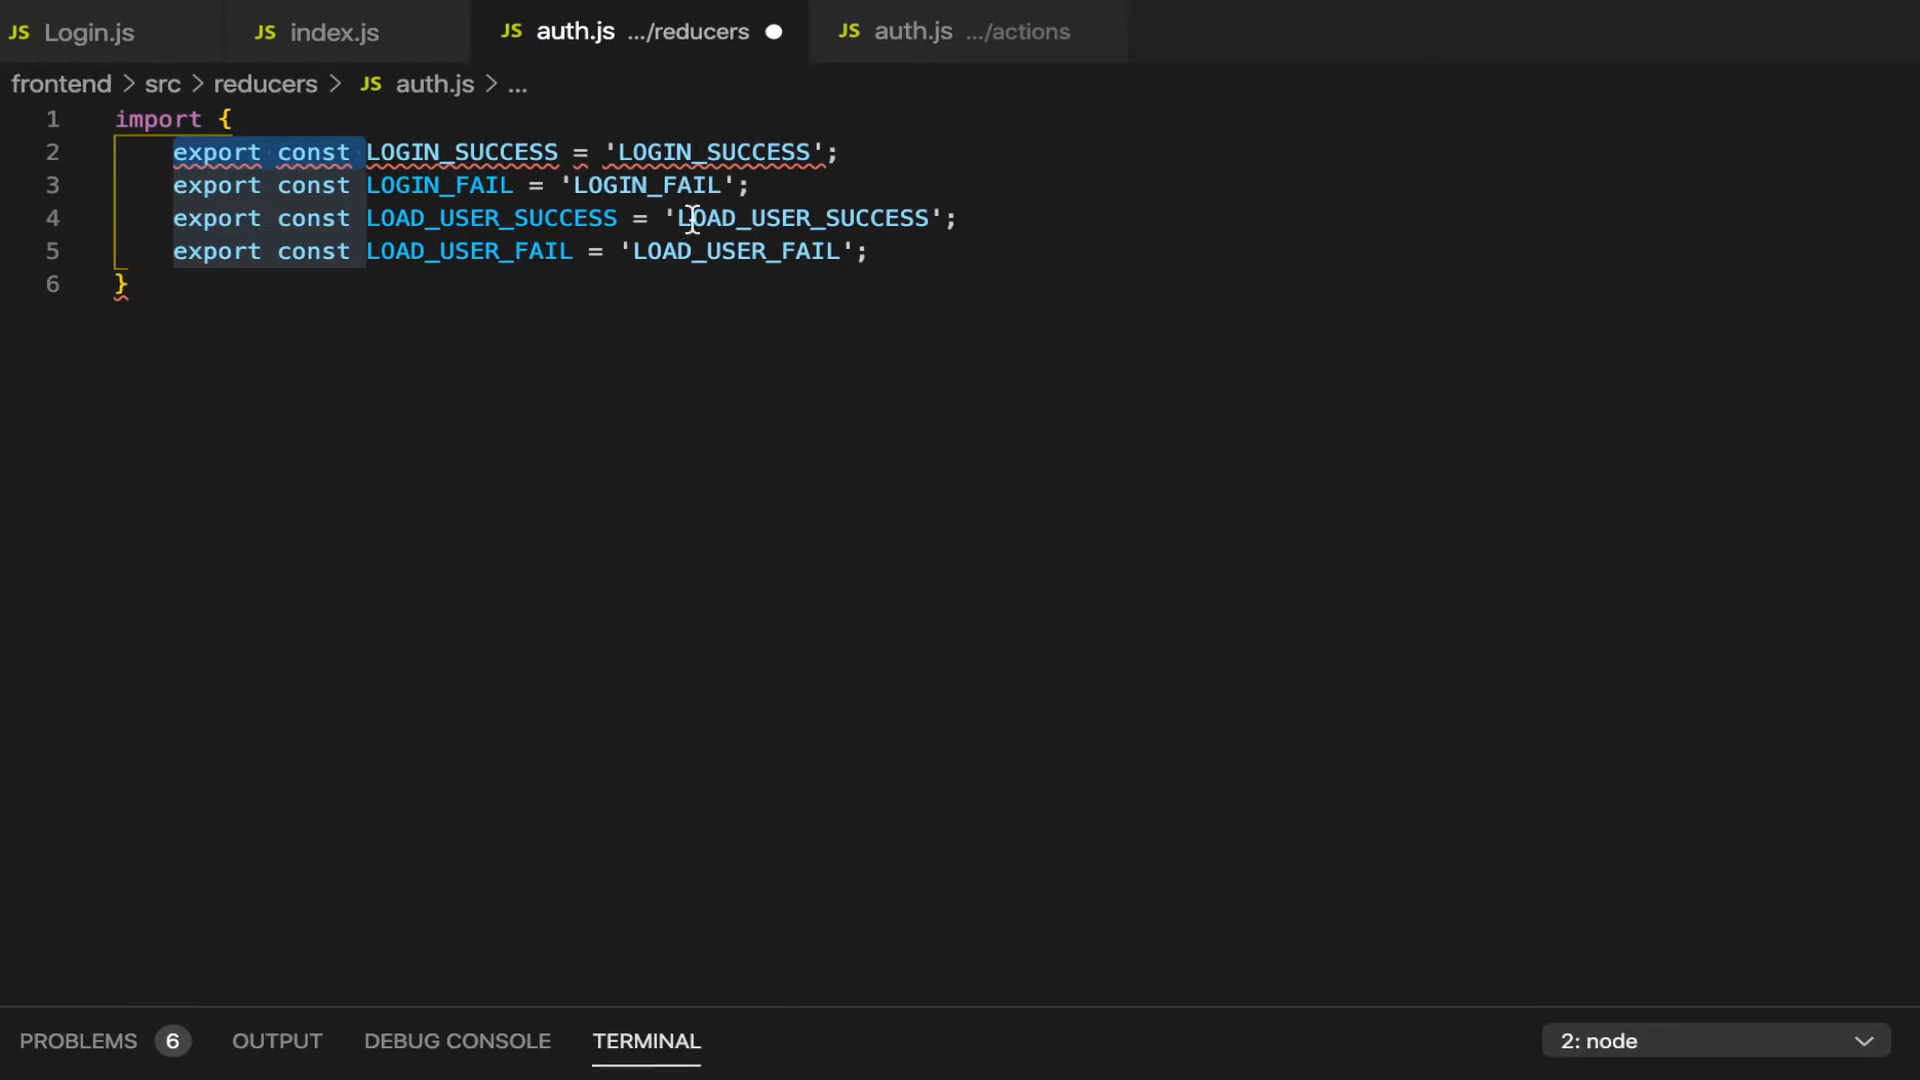 JS Login.js JS index.js JS auth.js .../reducers JS auth.js .../actions
frontend > src > reducers > JS auth.js > ...
1 import {
2 export const LOGIN_SUCCESS = 'LOGIN_SUCCESS';
3 export const LOGIN_FAIL = 'LOGIN_FAIL';
4 export const LOAD_USER_SUCCESS = 'LOAD_USER_SUCCESS';
5 export const LOAD_USER_FAIL = 'LOAD_USER_FAIL';
6 }
PROBLEMS 6 OUTPUT DEBUG CONSOLE TERMINAL 2: node